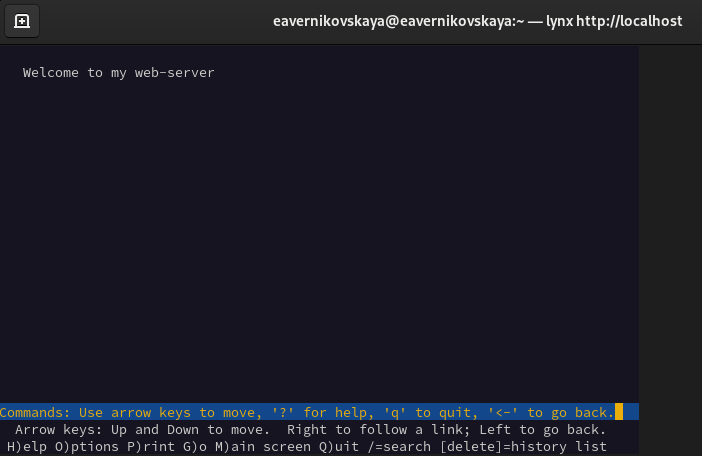 eavernikovskaya@eavernikovskaya:~ — lynx http://localhost
Welcome to my web-server
Commands: Use arrow keys to move, '?' for help, 'q' to quit, '<-' to go back.
Arrow keys: Up and Down to move.  Right to follow a link; Left to go back.
H)elp O)ptions P)rint G)o M)ain screen Q)uit /=search [delete]=history list